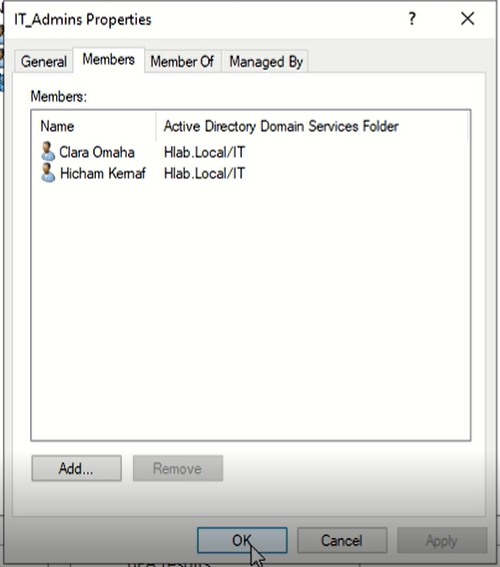 IT_Admins Properties
?
General Members Member Of Managed By
Members:
Name Active Directory Domain Services Folder
Clara Omaha Hlab.Local/IT
Hicham Kernaf Hlab.Local/IT
Add... Remove
OK Cancel Apply